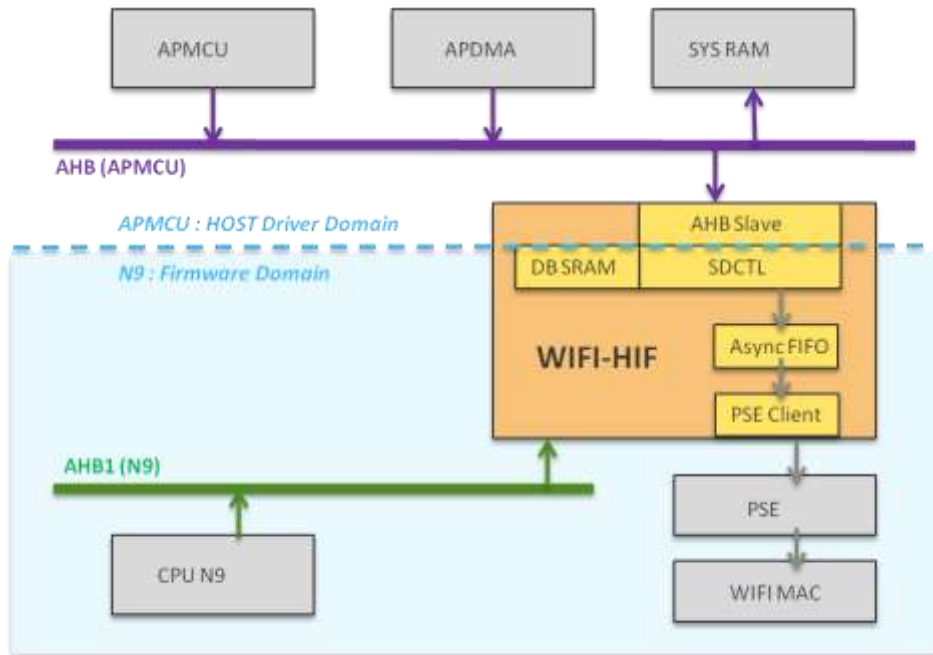 APMCU
APDMA
SYS RAM
AHB (APMCU)
APMCU : HOST Driver Domain
AHB Slave
N9 : Firmware Domain
DB SRAM
SDCTL
WIFI-HIF
Async FIFO
PSE Client
AHB1 (N9)
PSE
CPU N9
WIFI MAC